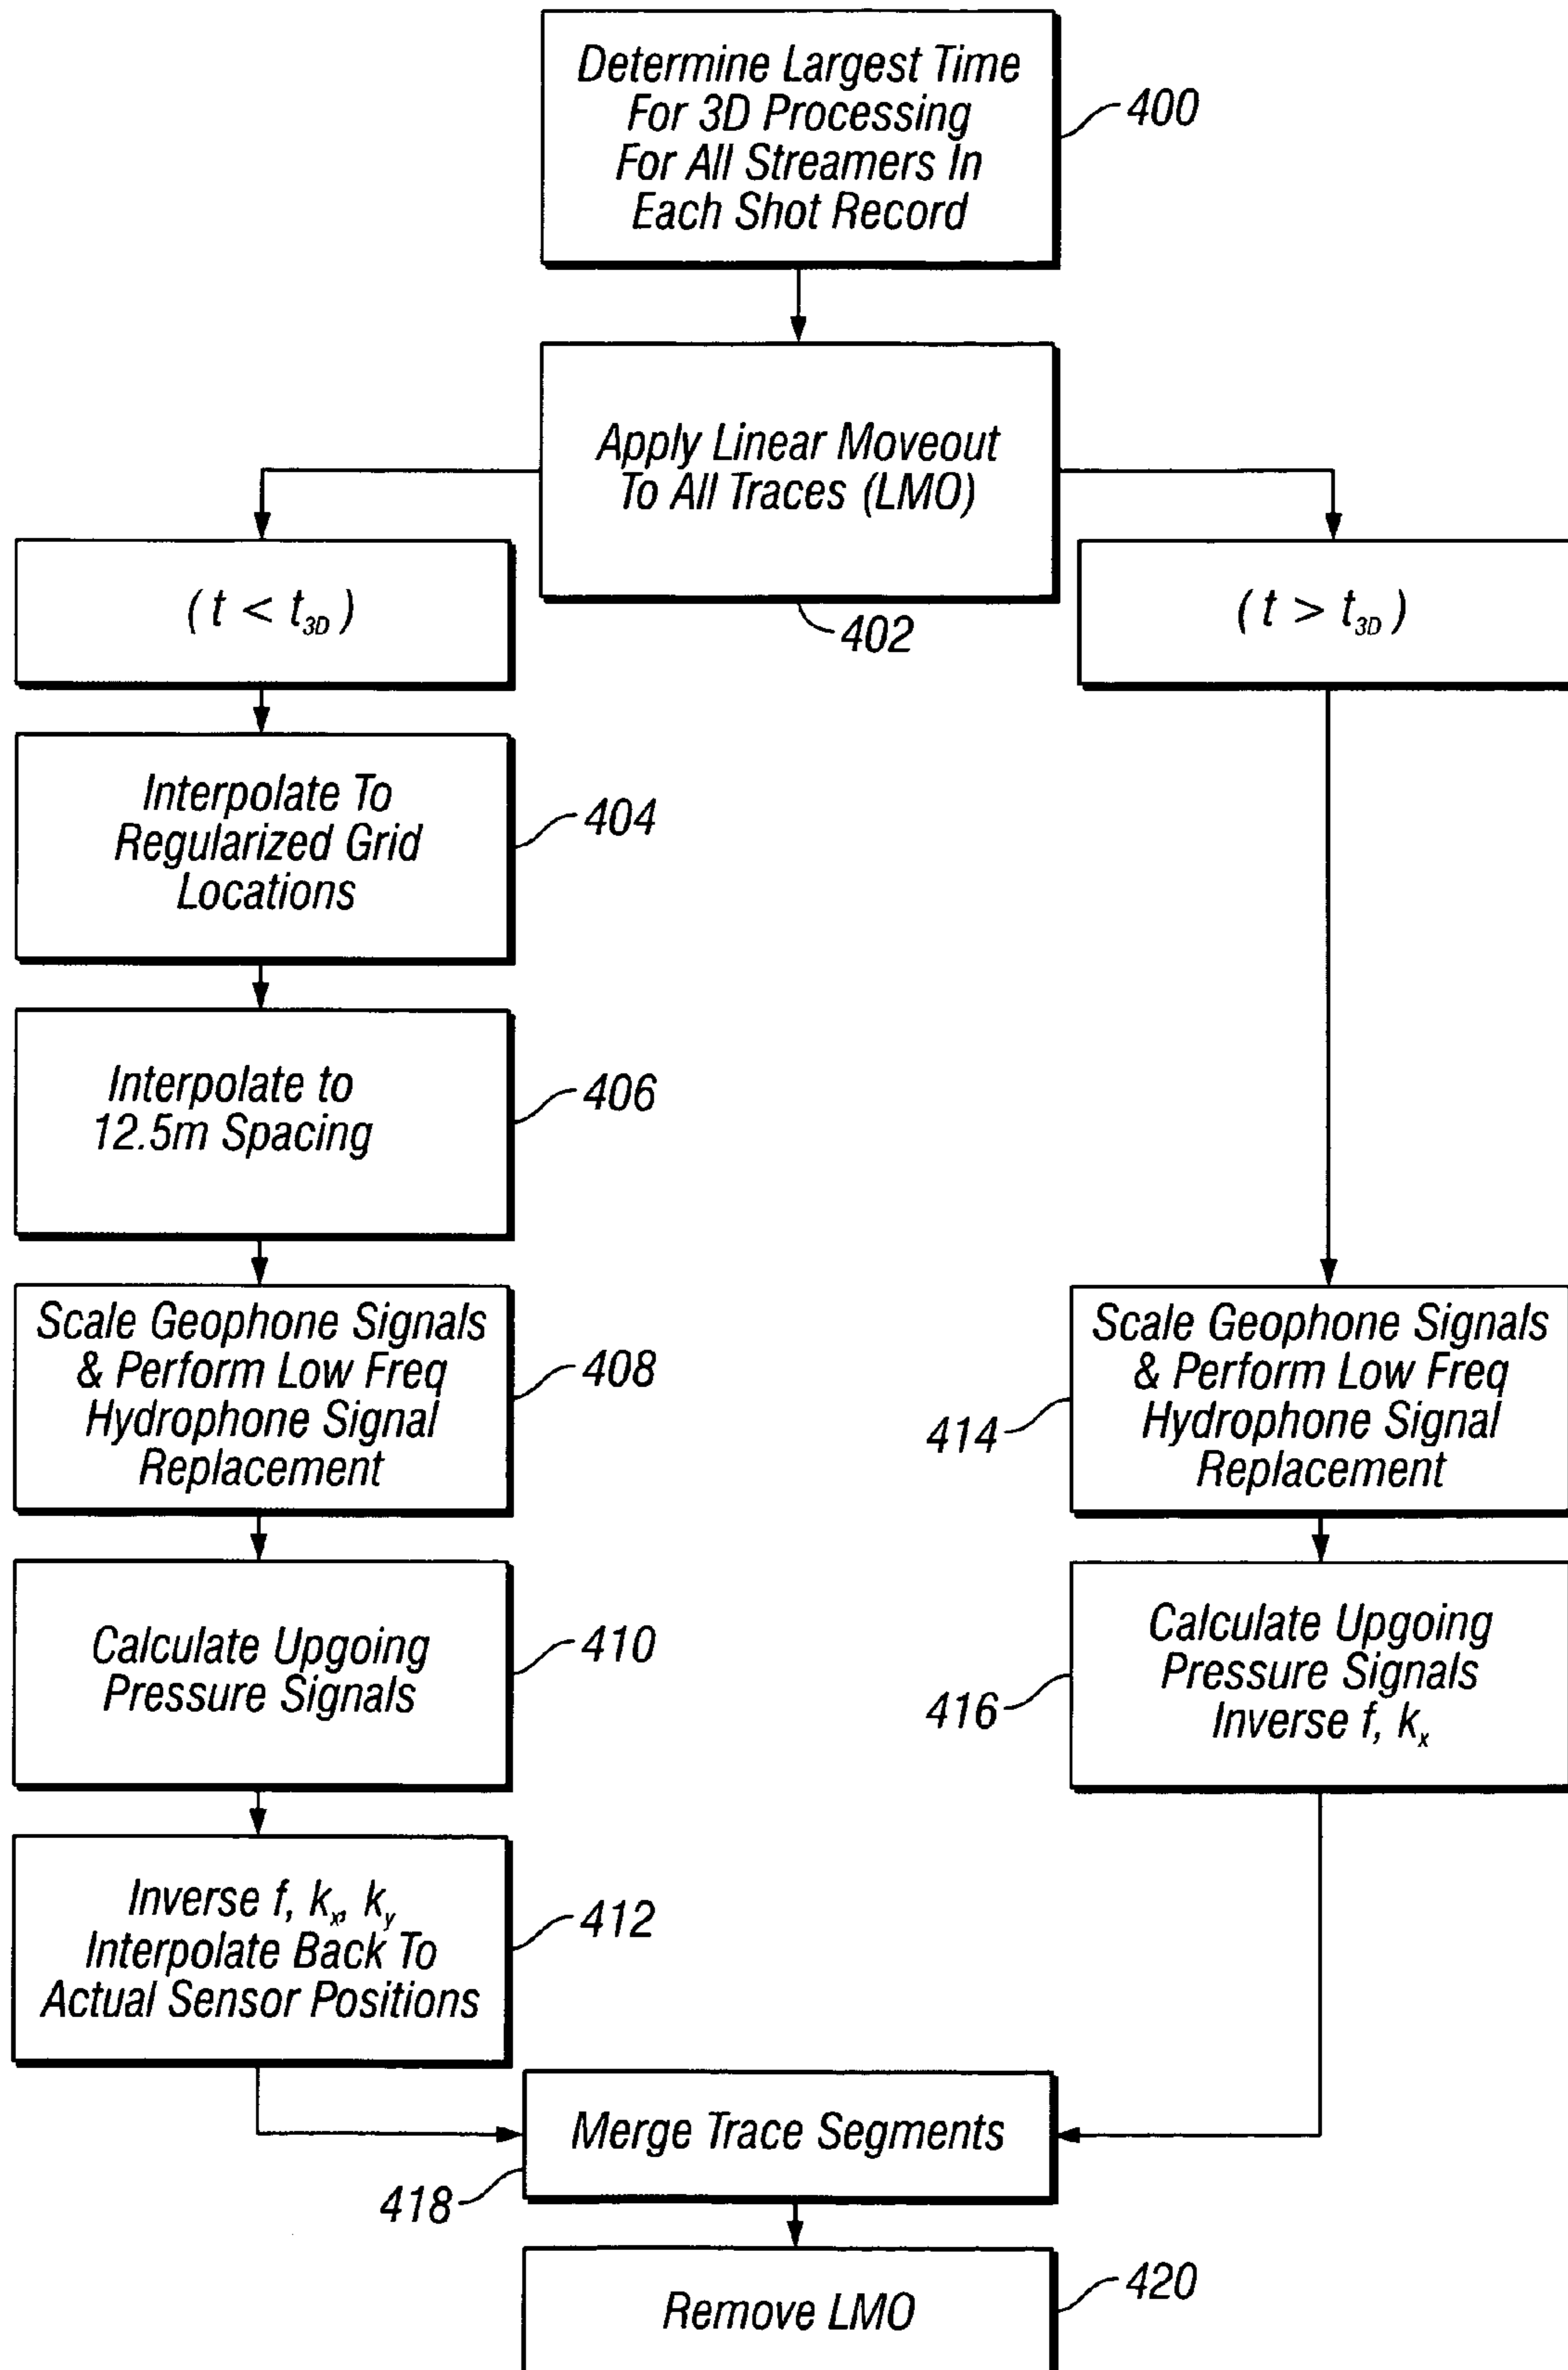 Determine Largest Time
For 3D Processing
For All Streamers In
Each Shot Record
400
Apply Linear Moveout
To All Traces (LMO)
402
( t < t3D )
( t > t3D )
Interpolate To
Regularized Grid
Locations
404
Interpolate to
12.5m Spacing
406
Scale Geophone Signals
& Perform Low Freq
Hydrophone Signal
Replacement
408
Scale Geophone Signals
& Perform Low Freq
Hydrophone Signal
Replacement
414
Calculate Upgoing
Pressure Signals
410
Calculate Upgoing
Pressure Signals
Inverse f, kx
416
Inverse f, kx, ky
Interpolate Back To
Actual Sensor Positions
412
Merge Trace Segments
418
Remove LMO
420